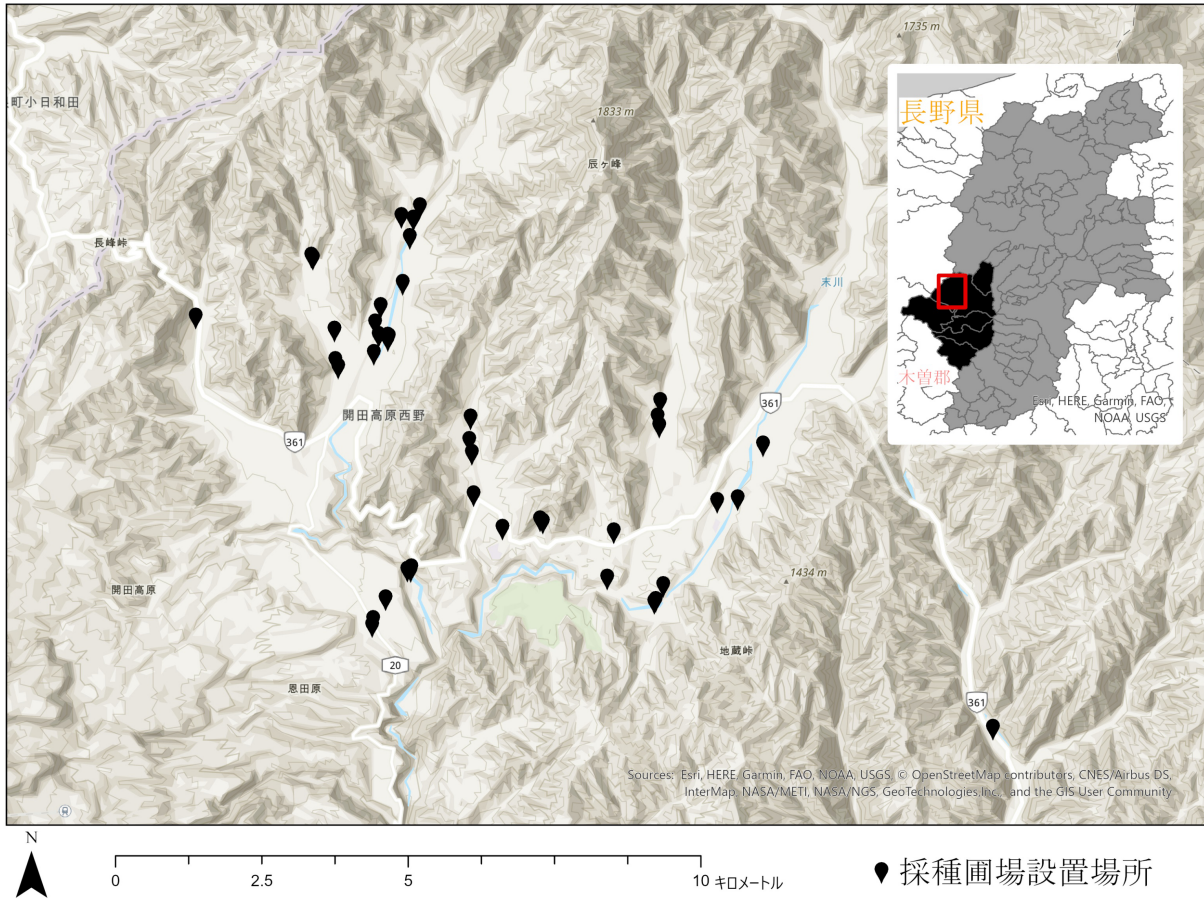 1735 m
町小日和田
長野県
1833 m
辰ヶ峰
長峰峠
末川
木曽郡
Esri, HERE, Garmin, FAO,
NOAA, USGS
361
開田高原西野
361
1434 m
開田高原
地蔵峠
20
恩田原
361
Sources: Esri, HERE, Garmin, FAO, NOAA, USGS, © OpenStreetMap contributors, CNES/Airbus DS,
InterMap, NASA/METI, NASA/NGS, GeoTechnologies Inc., and the GIS User Community
N
0 2.5 5 10 キロメートル
採種圃場設置場所